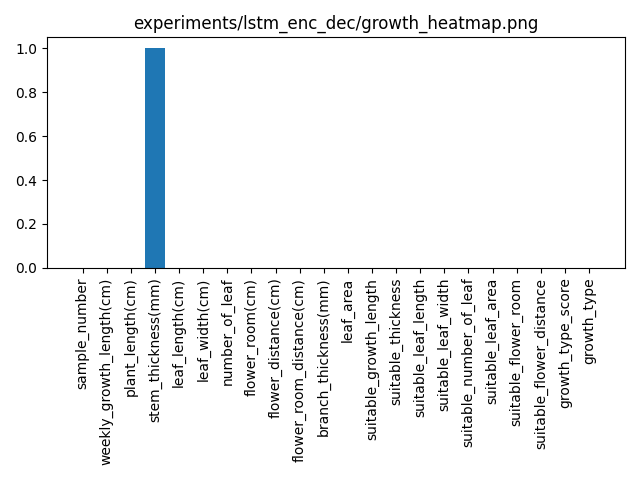 experiments/lstm_enc_dec/growth_heatmap.png
1.0
0.8
0.6
0.4
0.2
0.0
sample_number
weekly_growth_length(cm)
plant_length(cm)
stem_thickness(mm)
leaf_length(cm)
leaf_width(cm)
number_of_leaf
flower_room(cm)
flower_distance(cm)
flower_room_distance(cm)
branch_thickness(mm)
leaf_area
suitable_growth_length
suitable_thickness
suitable_leaf_length
suitable_leaf_width
suitable_number_of_leaf
suitable_leaf_area
suitable_flower_room
suitable_flower_distance
growth_type_score
growth_type